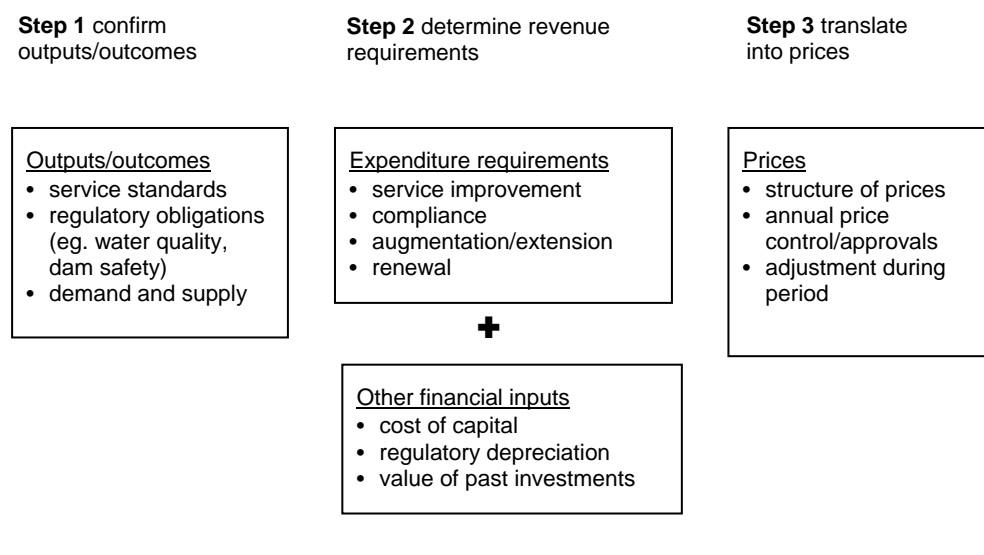 Step 1 confirm
outputs/outcomes
Step 2 determine revenue
requirements
Step 3 translate
into prices
Outputs/outcomes
• service standards
• regulatory obligations
(eg. water quality,
dam safety)
• demand and supply
Expenditure requirements
• service improvement
• compliance
• augmentation/extension
• renewal
+
Other financial inputs
• cost of capital
• regulatory depreciation
• value of past investments
Prices
• structure of prices
• annual price
control/approvals
• adjustment during
period